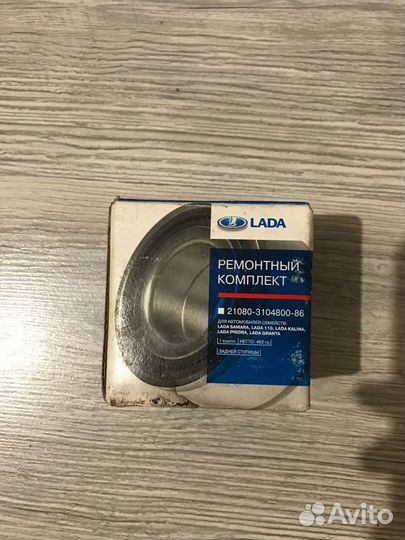 LADA
РЕМОНТНЫЙ
КОМПЛЕКТ
21080-3104800-86
ДЛЯ АВТОМОБИЛЕЙ СЕМЕЙСТВ:
LADA SAMARA, LADA 110, LADA KALINA,
LADA PRIORA, LADA GRANTA
1 компл. НЕТТО: 462 гр.
ЗАДНЕЙ СТУПИЦЫ
Avito